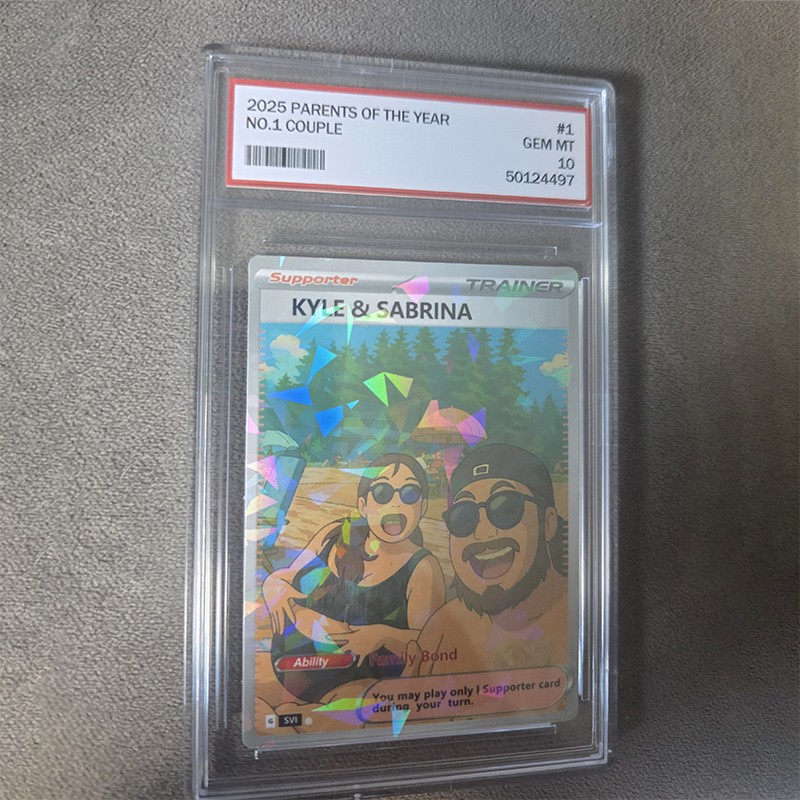 2025 PARENTS OF THE YEAR #1
NO.1 COUPLE GEM MT
10
50124497
Supporter TRAINER
KYLE & SABRINA
Ability Family Bond
You may play only 1 Supporter card
during your turn.
G SVI